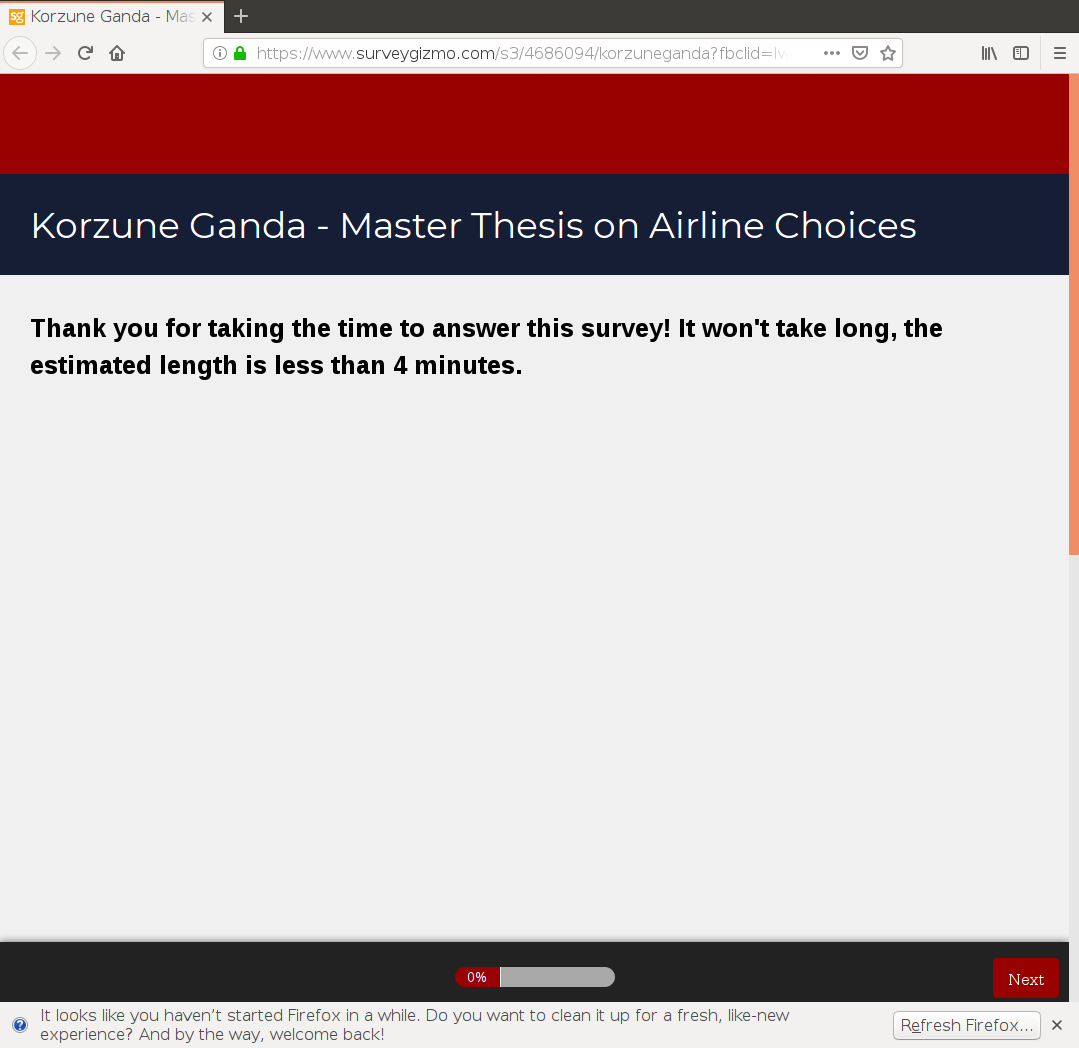 sg Korzune Ganda - Mas
https://www.surveygizmo.com/s3/4686094/korzuneganda?fbclid=Iw
Korzune Ganda - Master Thesis on Airline Choices
Thank you for taking the time to answer this survey! It won't take long, the
estimated length is less than 4 minutes.
0%
Next
It looks like you haven’t started Firefox in a while. Do you want to clean it up for a fresh, like-new
experience? And by the way, welcome back!
Refresh Firefox...